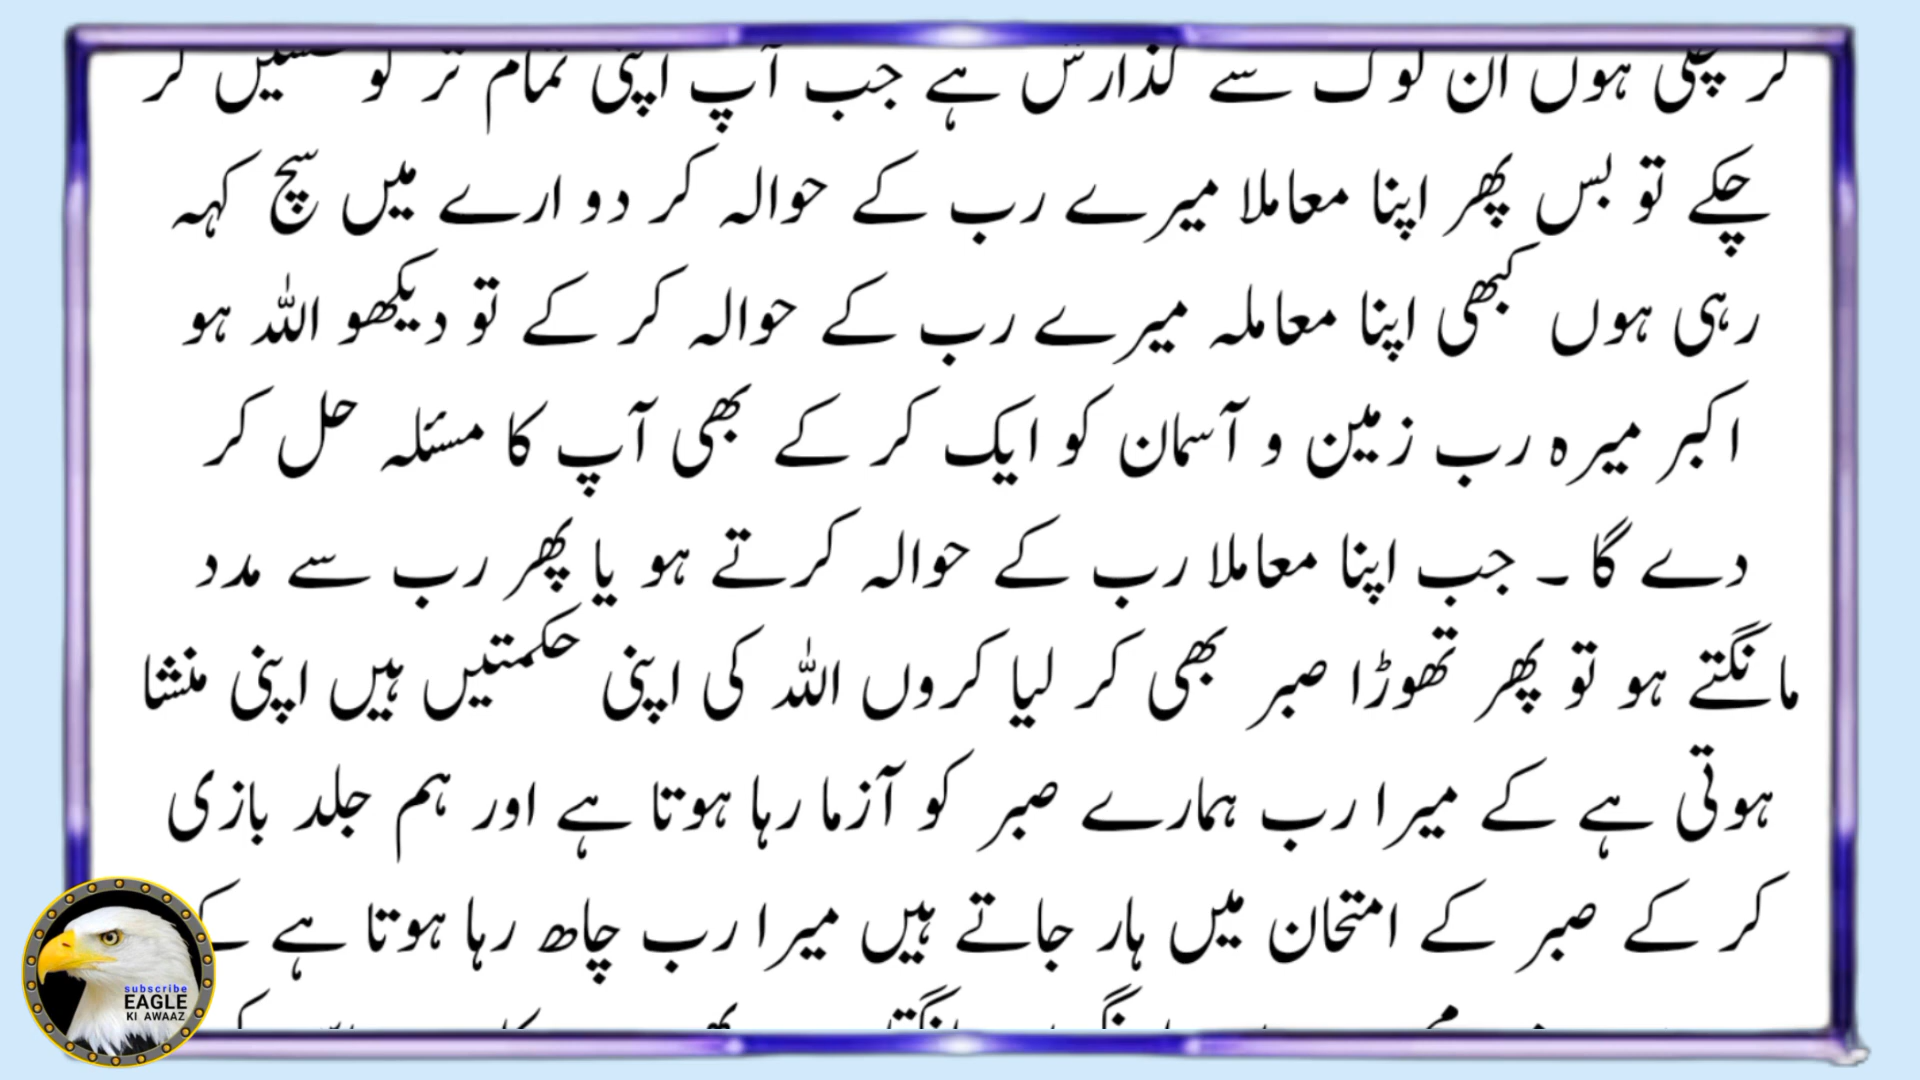 کر چکی ہوں ان لوگ سے گذارش ہے جب آپ اپنی تمام تر کوششیں کر
چکے تو بس پھر اپنا معاملا میرے رب کے حوالہ کر دو ارے میں سچ کہہ
رہی ہوں کبھی اپنا معاملہ میرے رب کے حوالہ کر کے تو دیکھو اللہ ہو
اکبر میرہ رب زمین و آسمان کو ایک کر کے بھی آپ کا مسئلہ حل کر
دے گا ۔ جب اپنا معاملا رب کے حوالہ کرتے ہو یا پھر رب سے مدد
مانگتے ہو تو پھر تھوڑا صبر بھی کر لیا کروں اللہ کی اپنی حکمتیں ہیں اپنی منشا
ہوتی ہے کے میرا رب ہمارے صبر کو آزما رہا ہوتا ہے اور ہم جلد بازی
کر کے صبر کے امتحان میں ہار جاتے ہیں میرا رب چاھ رہا ہوتا ہے کے
subscribe
EAGLE
KI AWAAZ